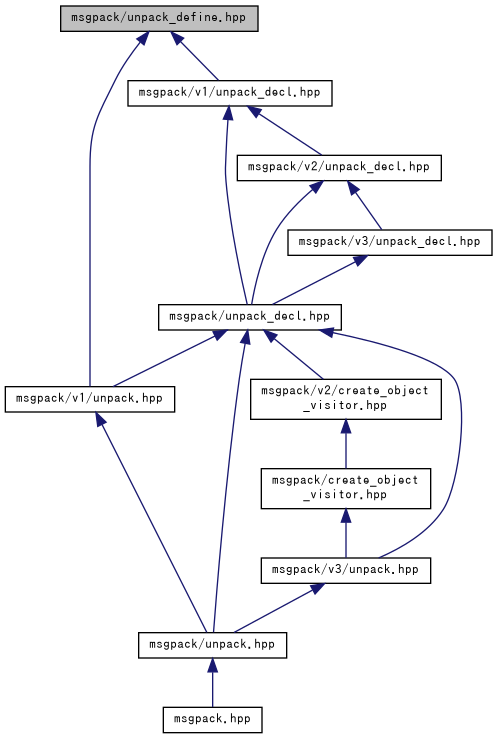 msgpack/unpack_define.hpp
msgpack/v1/unpack_decl.hpp
msgpack/v2/unpack_decl.hpp
msgpack/v3/unpack_decl.hpp
msgpack/unpack_decl.hpp
msgpack/v1/unpack.hpp
msgpack/v2/create_object
_visitor.hpp
msgpack/create_object
_visitor.hpp
msgpack/v3/unpack.hpp
msgpack/unpack.hpp
msgpack.hpp